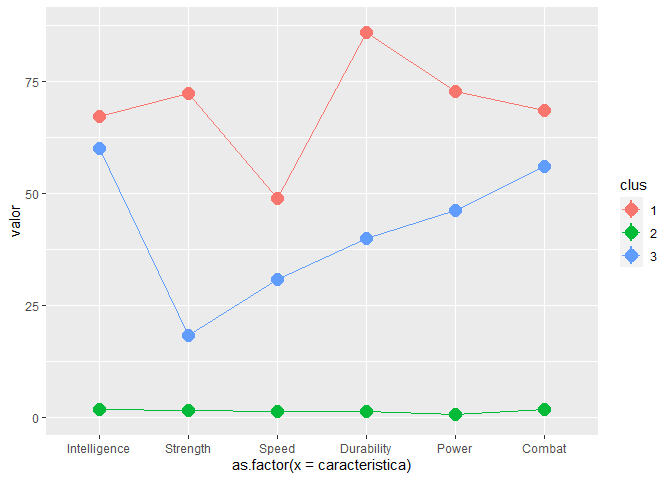 valor
75
50
25
0
Intelligence Strength Speed Durability Power Combat
as.factor(x = caracteristica)
clus
1
2
3